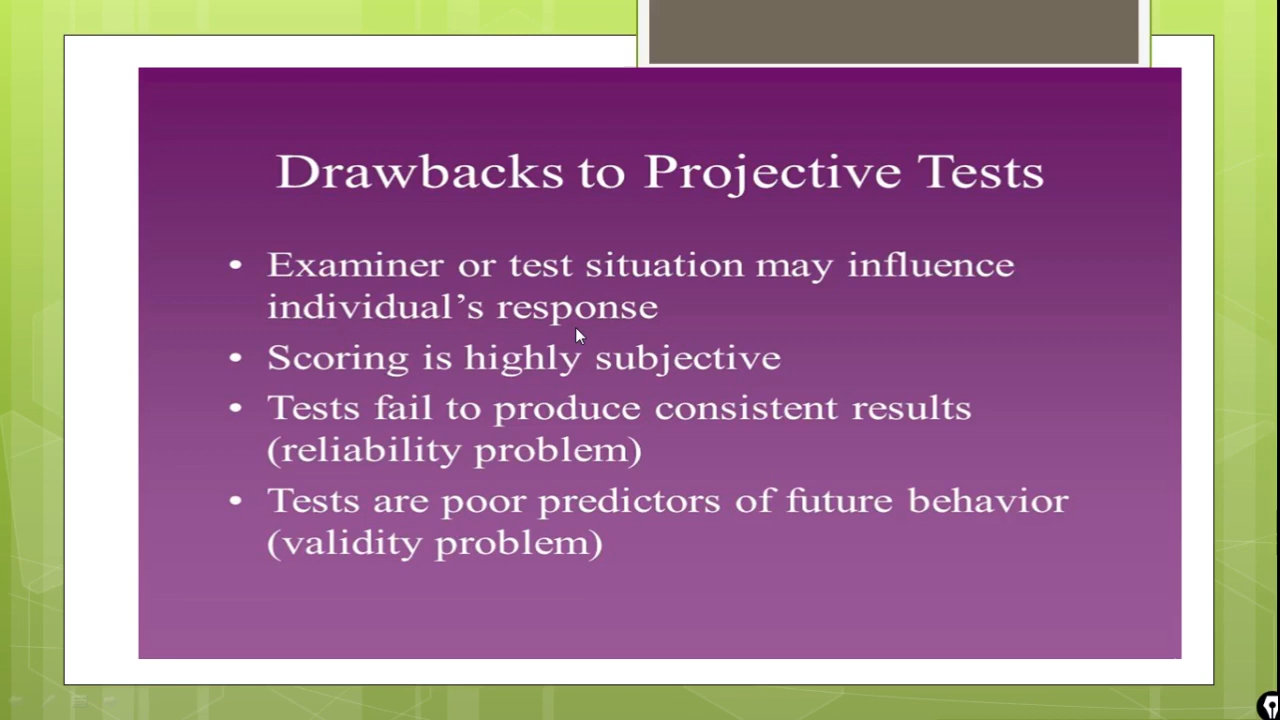 Drawbacks to Projective Tests
• Examiner or test situation may influence
individual’s response
• Scoring is highly subjective
• Tests fail to produce consistent results
(reliability problem)
• Tests are poor predictors of future behavior
(validity problem)